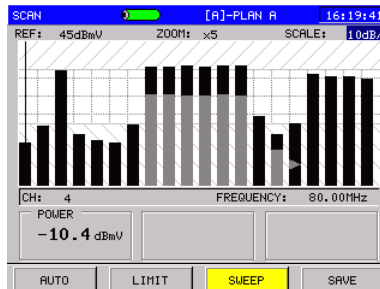 SCAN [A]-PLAN A 16:19:41
REF: 45dBmV ZOOM: x5 SCALE: 10dB/
CH: 4 FREQUENCY: 80.00MHz
POWER
-10.4 dBmV
AUTO LIMIT SWEEP SAVE